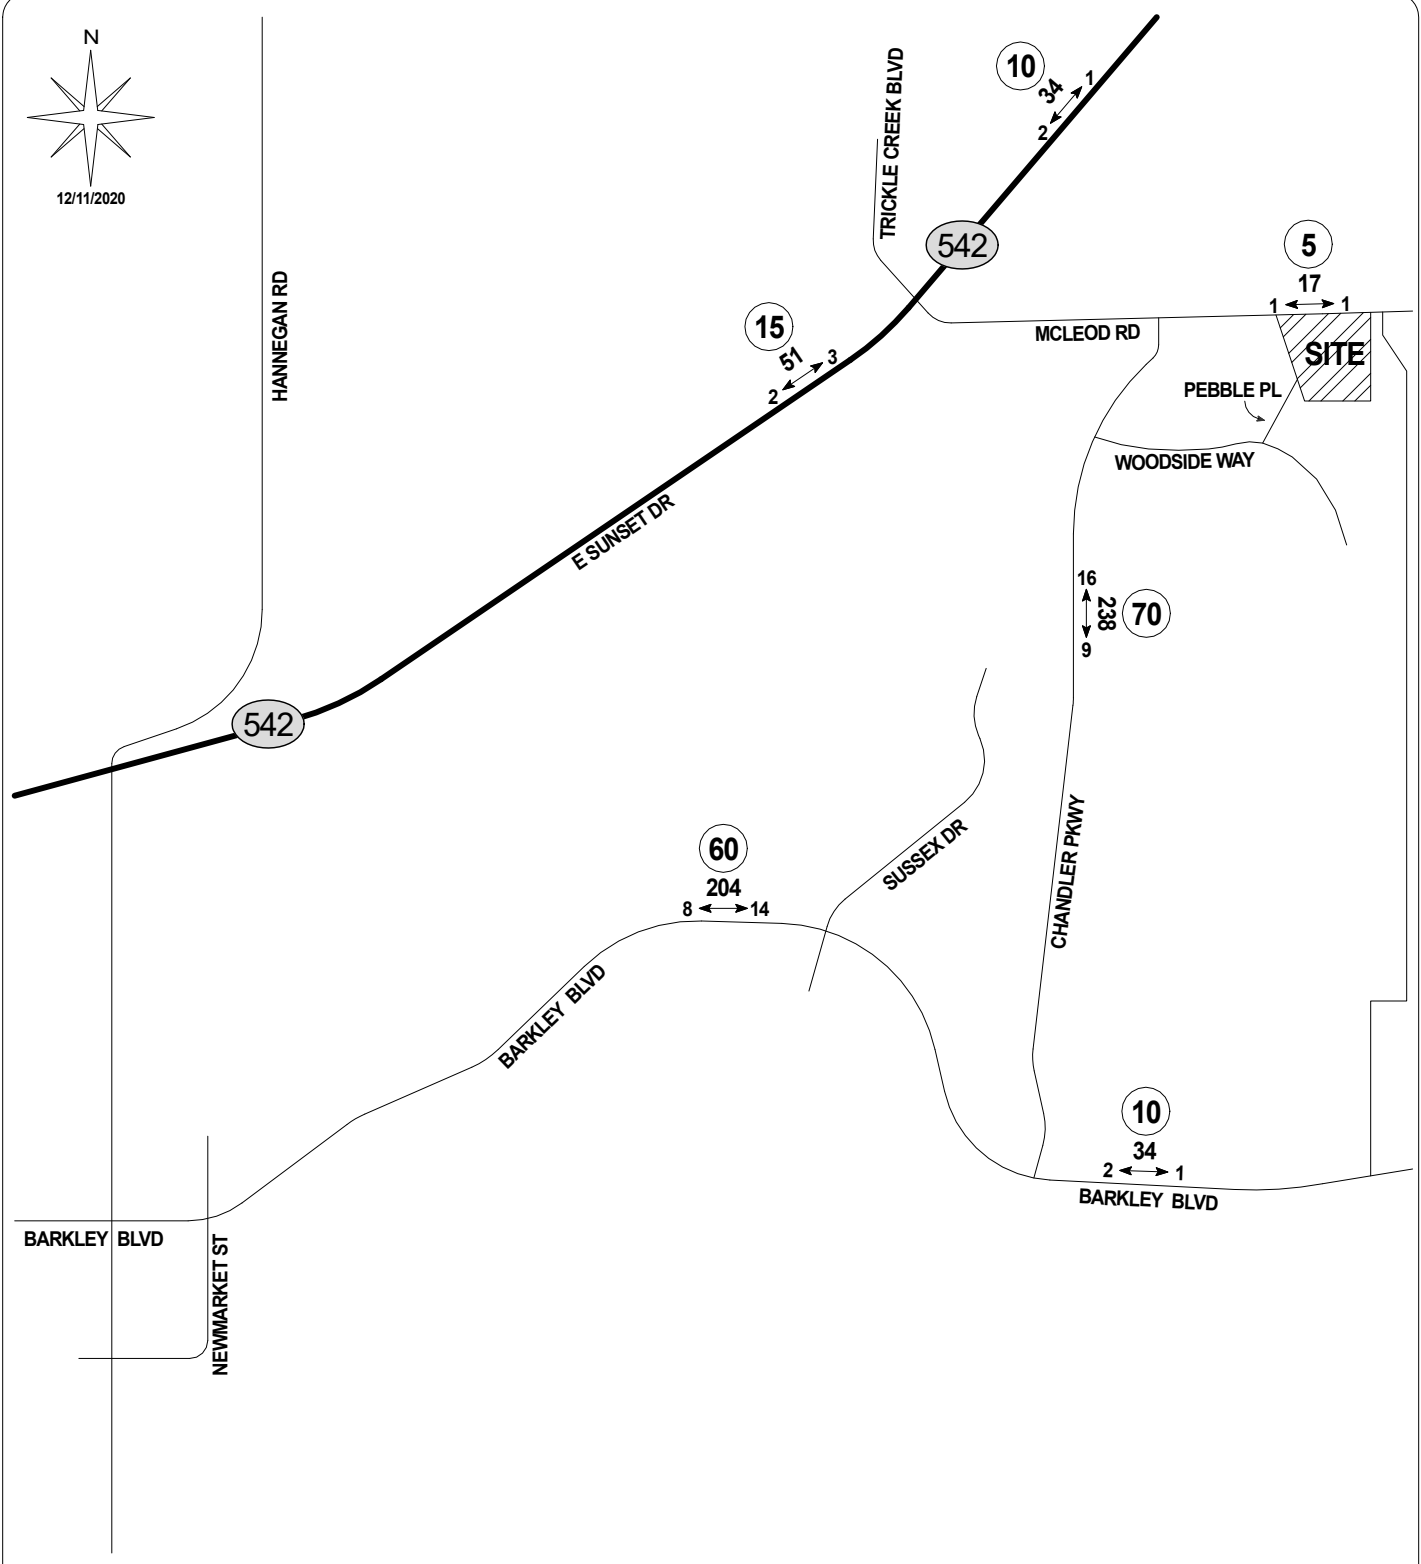 N
12/11/2020
HANNEGAN RD
TRICKLE CREEK BLVD
10
34
1
2
542
5
17
1 1
MCLEOD RD
SITE
15
51
3
2
PEBBLE PL
WOODSIDE WAY
E SUNSET DR
16
238
9
70
542
SUSSEX DR
CHANDLER PKWY
60
204
8 14
BARKLEY BLVD
10
34
2 1
BARKLEY BLVD
BARKLEY BLVD
NEWMARKET ST